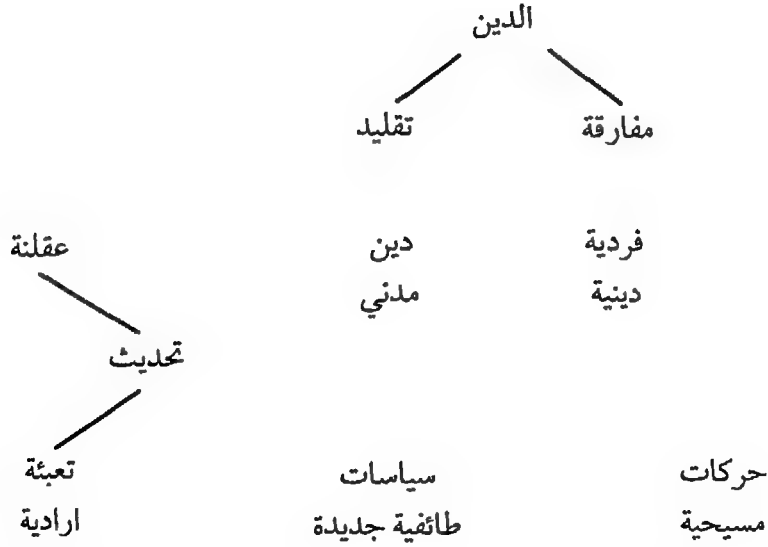 الدين
مفارقة
تقليد
فردية
دينية
دين
مدني
عقلنة
تحديث
حركات
مسيحية
سياسات
طائفية جديدة
تعبئة
ارادية